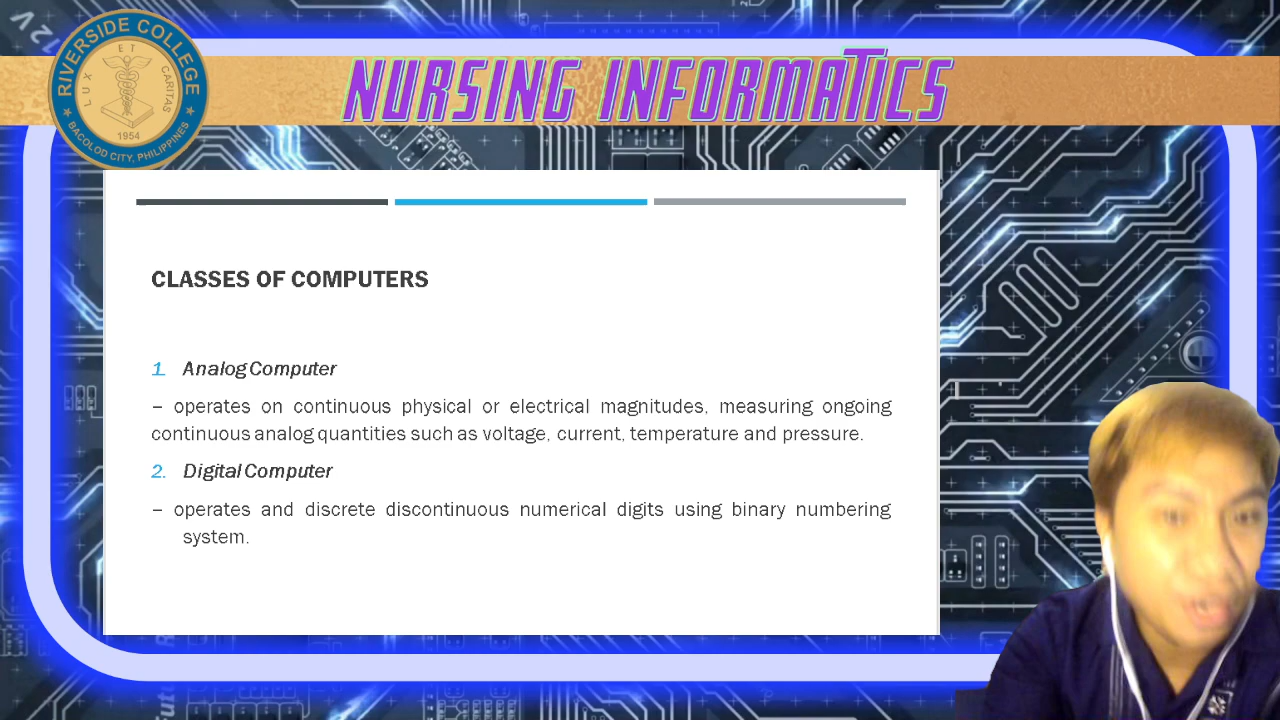 V2V
RIVERSIDE COLLEGE
ET
LUX
CARITAS
1954
BACOLOD CITY, PHILIPPINES
NURSING INFORMATICS
CLASSES OF COMPUTERS
1. Analog Computer
– operates on continuous physical or electrical magnitudes, measuring ongoing
continuous analog quantities such as voltage, current, temperature and pressure.
2. Digital Computer
– operates and discrete discontinuous numerical digits using binary numbering
system.